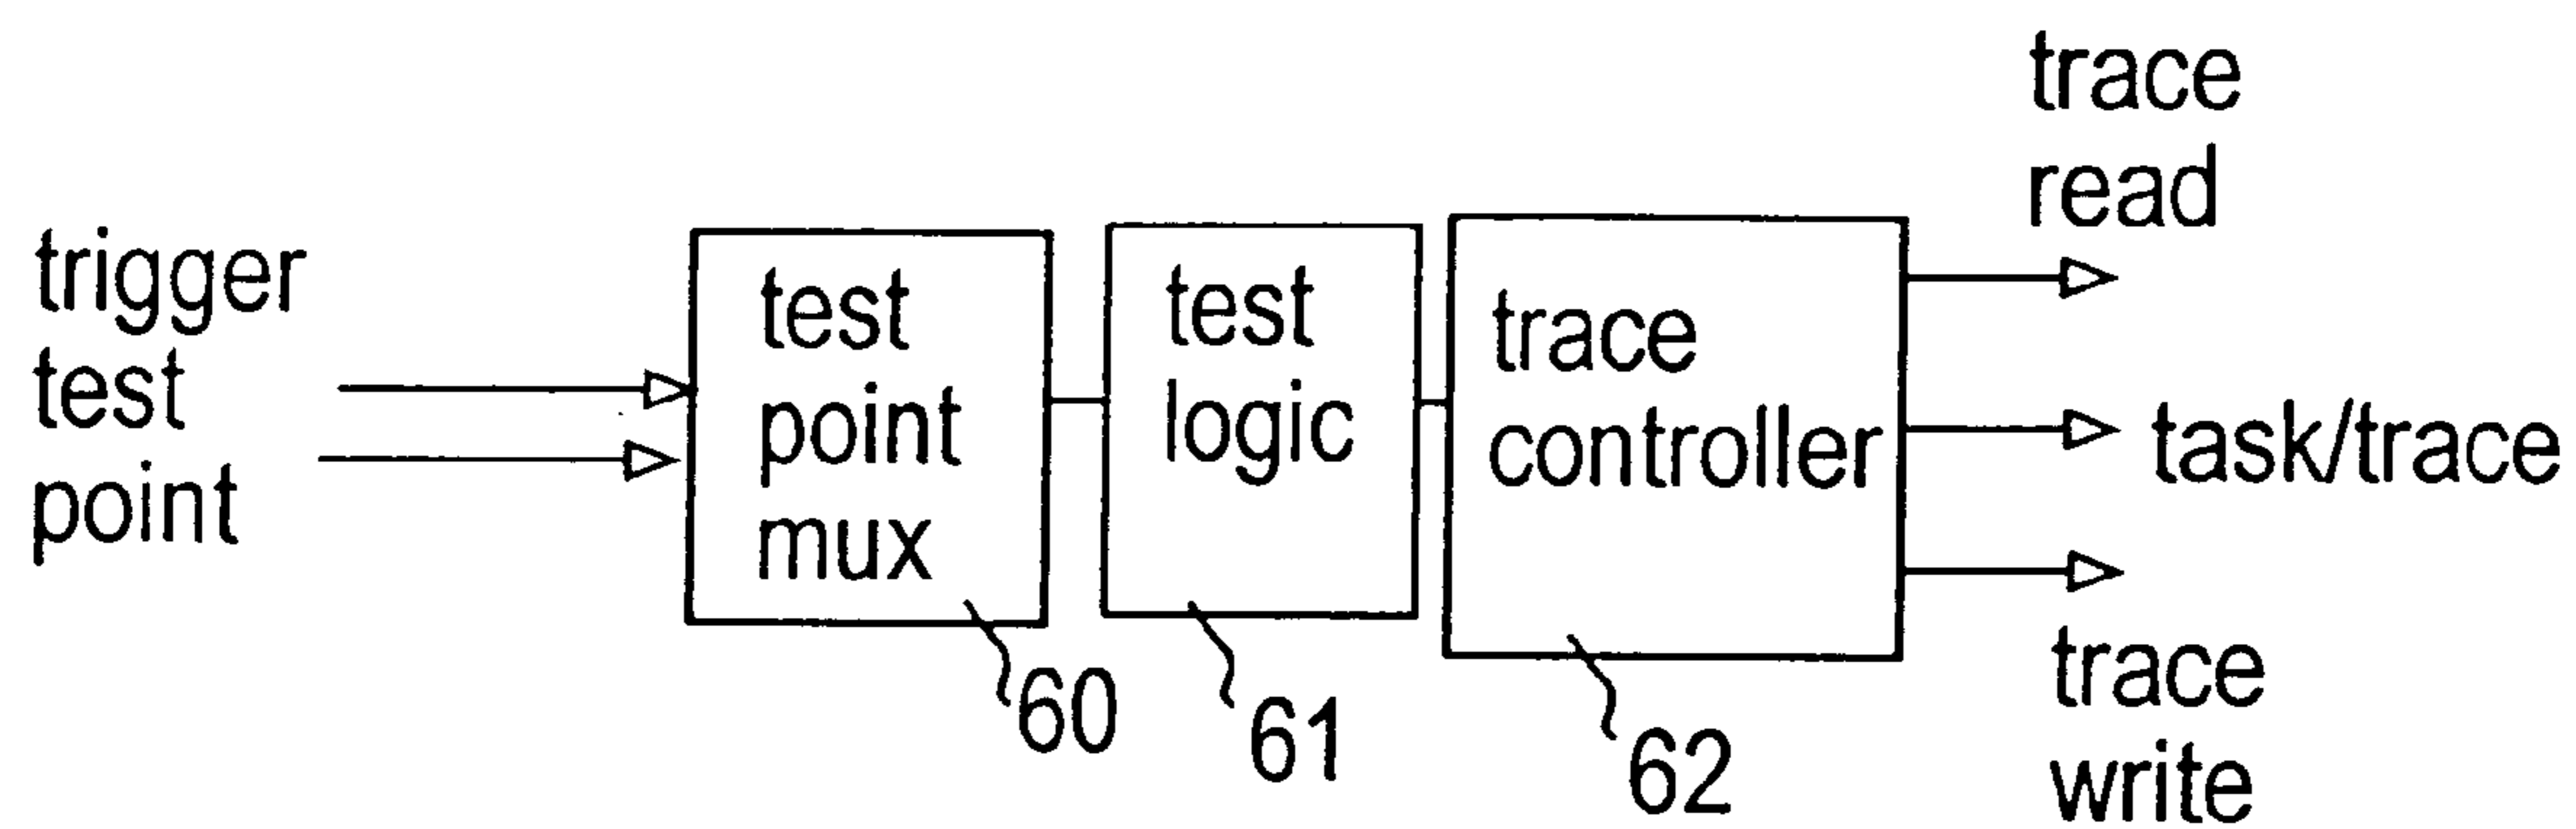 trigger
test
point
test
point
mux
60
test
logic
61
trace
controller
62
trace
read
task/trace
trace
write